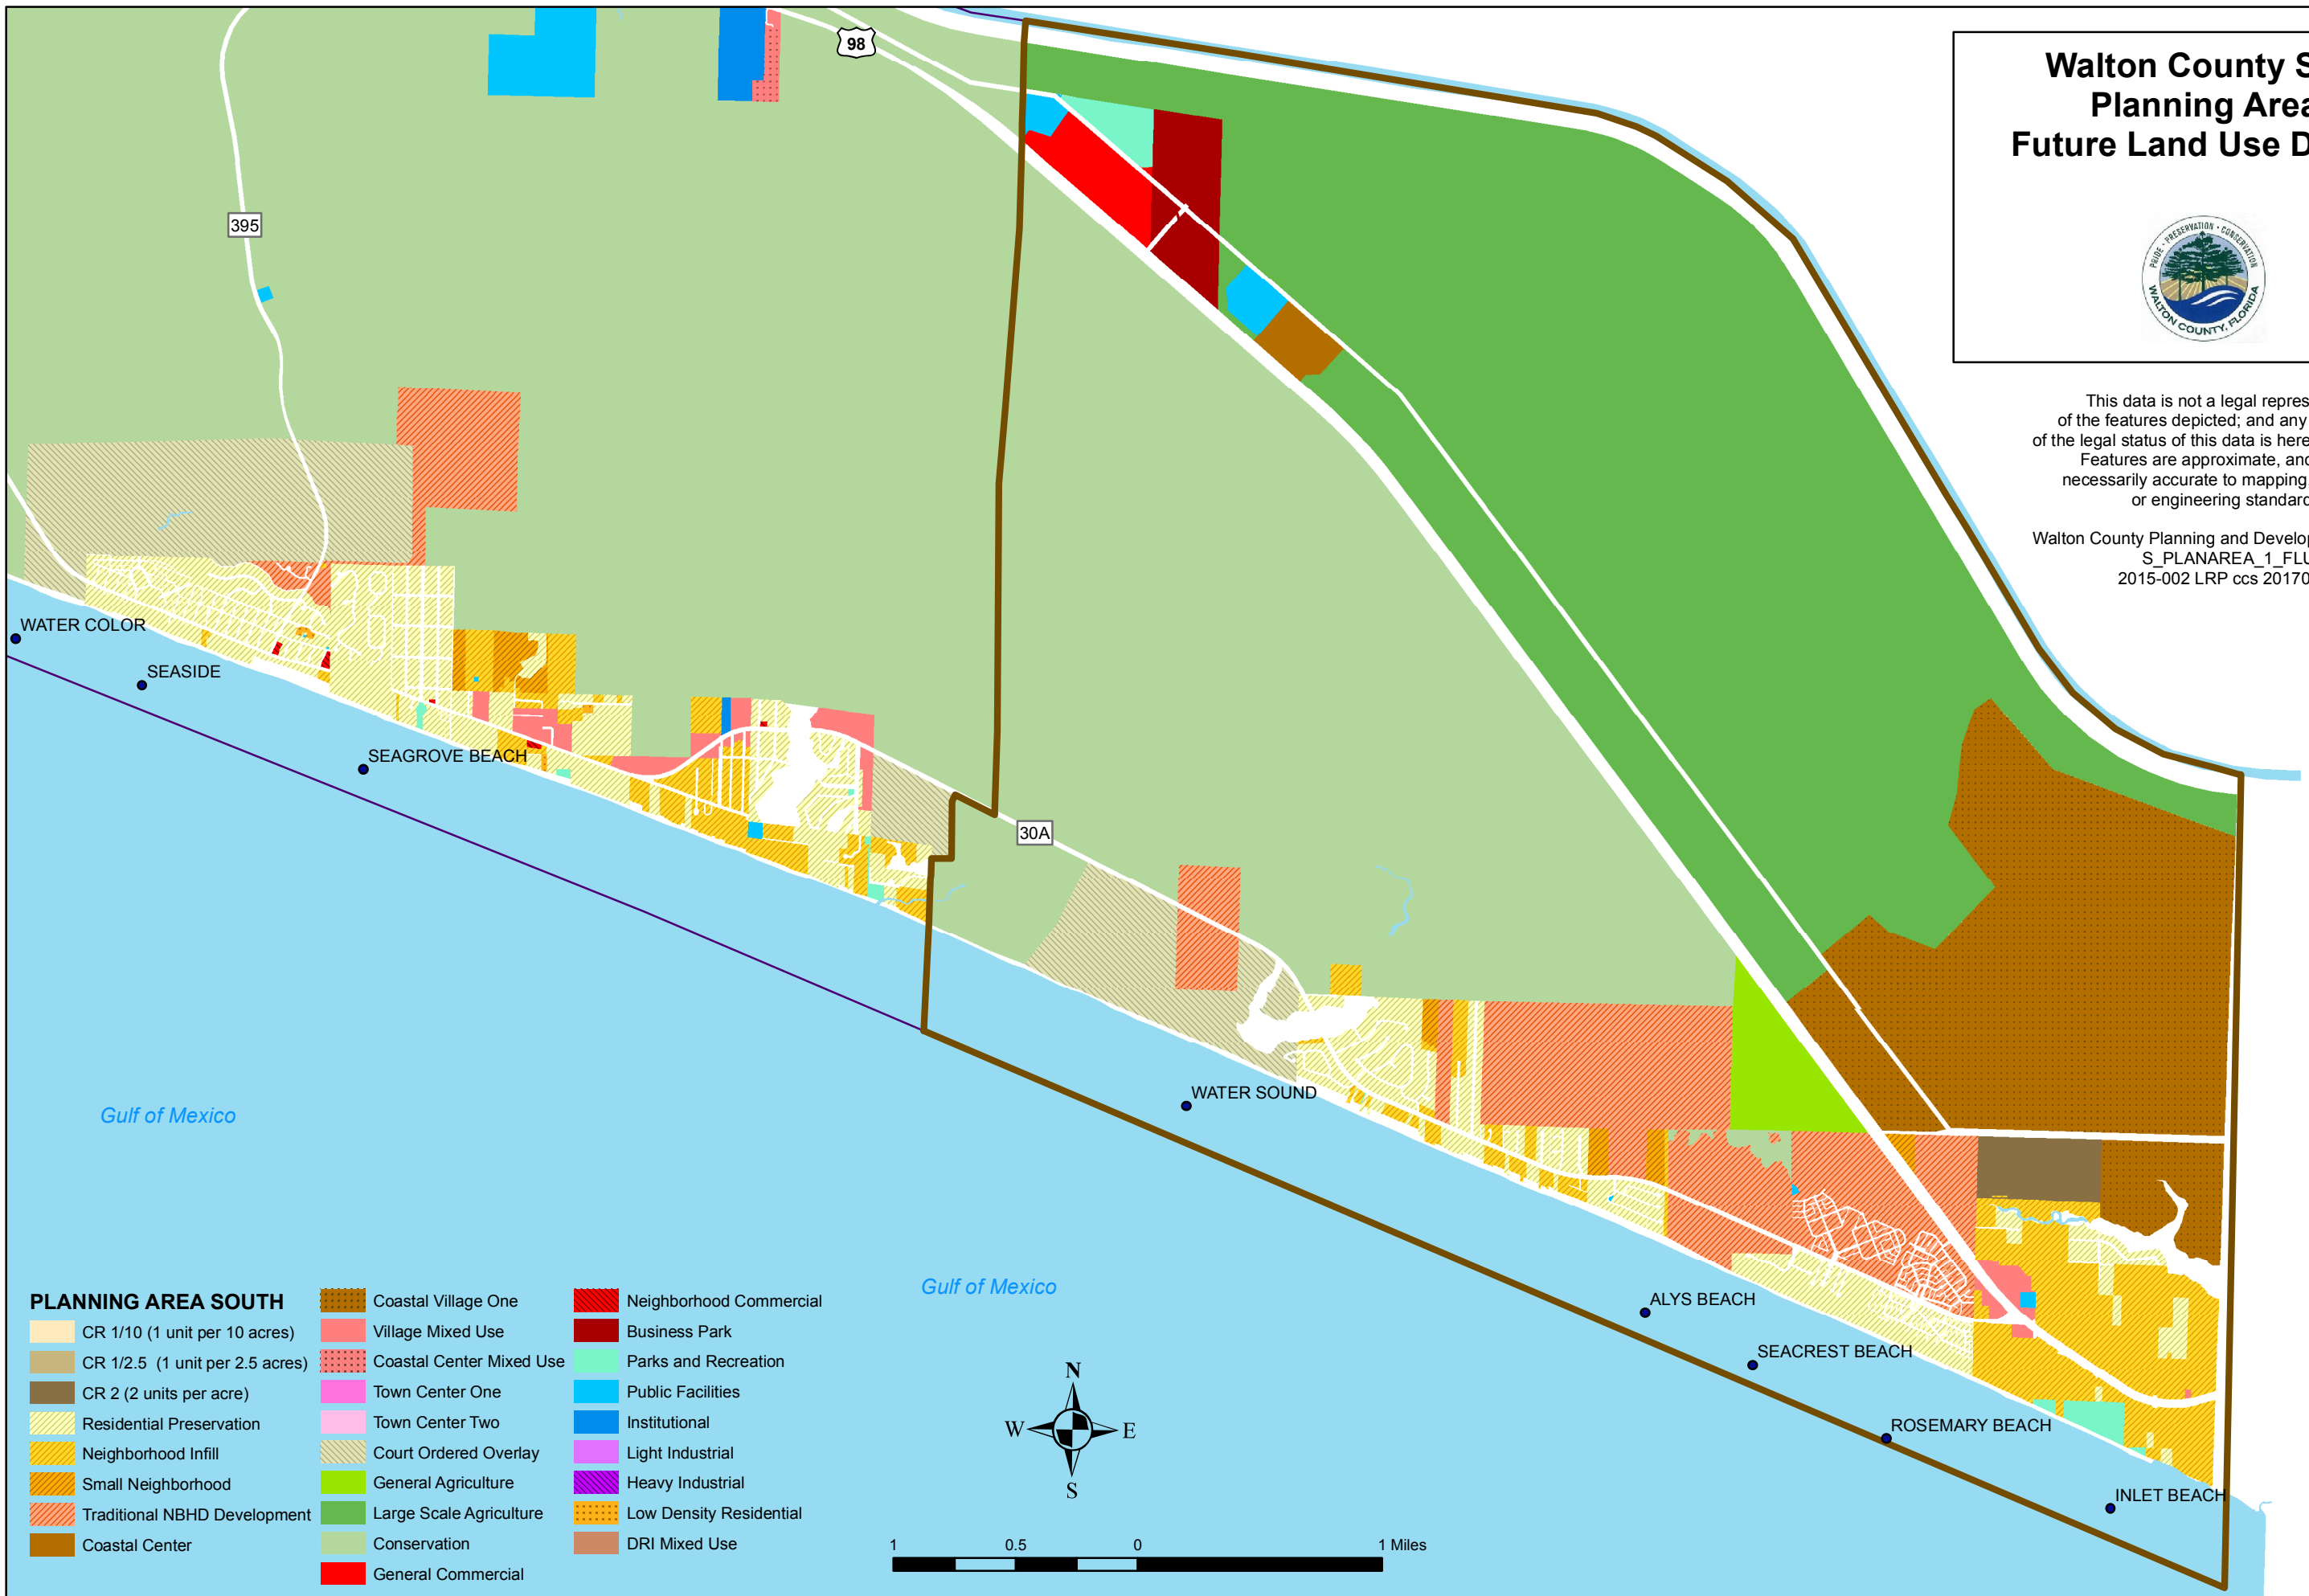 Walton County S
Planning Area
Future Land Use D
PRIDE - PRESERVATION • CONSERVATION
WALTON COUNTY, FLORIDA
This data is not a legal repres
of the features depicted; and any
of the legal status of this data is here
Features are approximate, and
necessarily accurate to mapping,
or engineering standard
Walton County Planning and Develop
S_PLANAREA_1_FLU
2015-002 LRP ccs 20170
98
395
30A
WATER COLOR
SEASIDE
SEAGROVE BEACH
WATER SOUND
ALYS BEACH
SEACREST BEACH
ROSEMARY BEACH
INLET BEACH
Gulf of Mexico
Gulf of Mexico
PLANNING AREA SOUTH
CR 1/10 (1 unit per 10 acres)
CR 1/2.5 (1 unit per 2.5 acres)
CR 2 (2 units per acre)
Residential Preservation
Neighborhood Infill
Small Neighborhood
Traditional NBHD Development
Coastal Center
Coastal Village One
Village Mixed Use
Coastal Center Mixed Use
Town Center One
Town Center Two
Court Ordered Overlay
General Agriculture
Large Scale Agriculture
Conservation
General Commercial
Neighborhood Commercial
Business Park
Parks and Recreation
Public Facilities
Institutional
Light Industrial
Heavy Industrial
Low Density Residential
DRI Mixed Use
N
W E
S
1 0.5 0 1 Miles